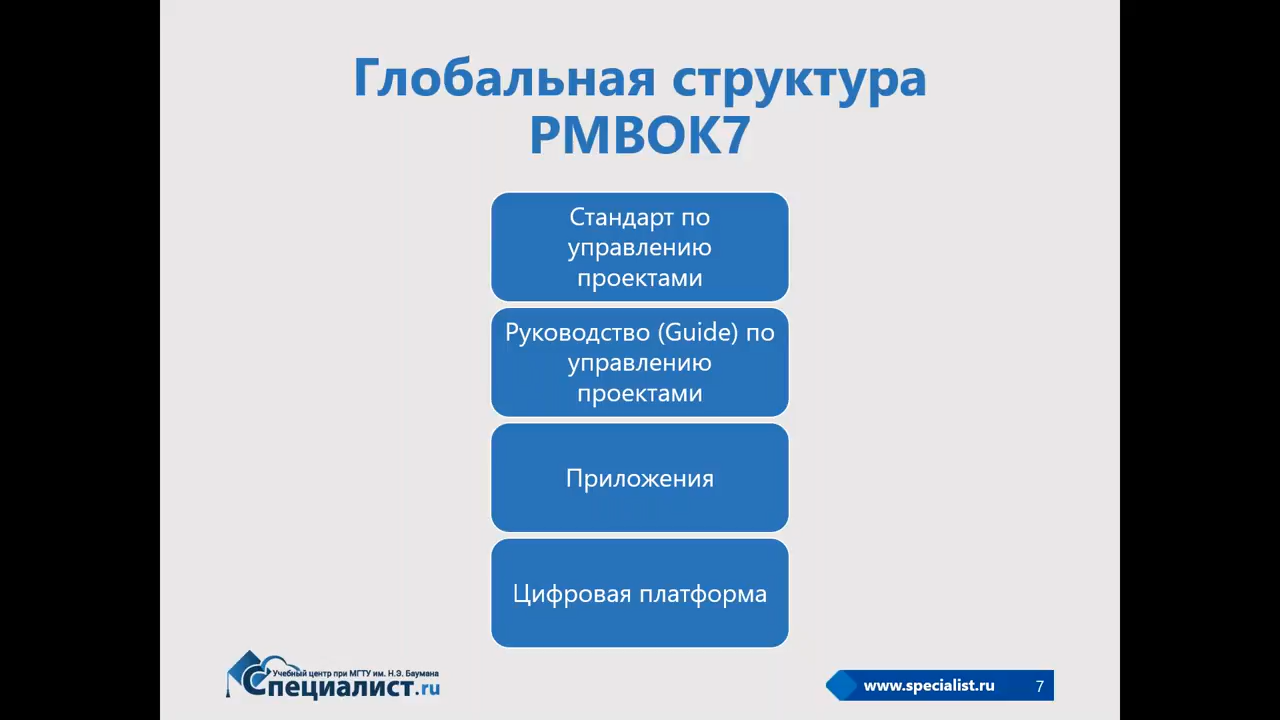 Глобальная структура
PMBOK7
Стандарт по
управлению
проектами
Руководство (Guide) по
управлению
проектами
Приложения
Цифровая платформа
Учебный центр при МГТУ им. Н.Э. Баумана
Специалист.ru
www.specialist.ru
7